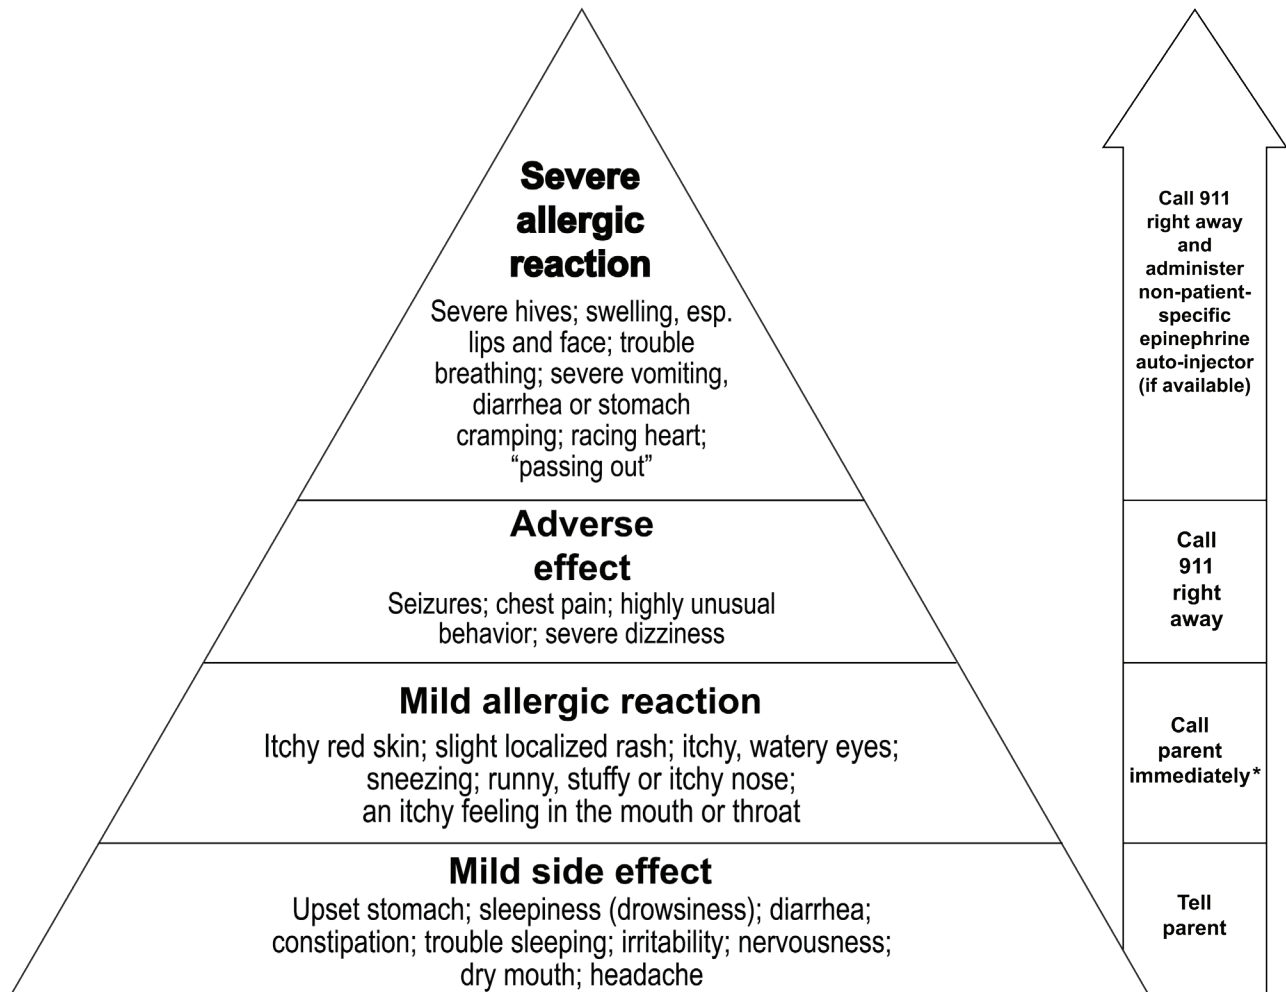 Severe
allergic
reaction
Severe hives; swelling, esp.
lips and face; trouble
breathing; severe vomiting,
diarrhea or stomach
cramping; racing heart;
“passing out”
Call 911
right away
and
administer
non-patient-
specific
epinephrine
auto-injector
(if available)
Adverse
effect
Seizures; chest pain; highly unusual
behavior; severe dizziness
Call
911
right
away
Mild allergic reaction
Itchy red skin; slight localized rash; itchy, watery eyes;
sneezing; runny, stuffy or itchy nose;
an itchy feeling in the mouth or throat
Call
parent
immediately*
Mild side effect
Upset stomach; sleepiness (drowsiness); diarrhea;
constipation; trouble sleeping; irritability; nervousness;
dry mouth; headache
Tell
parent